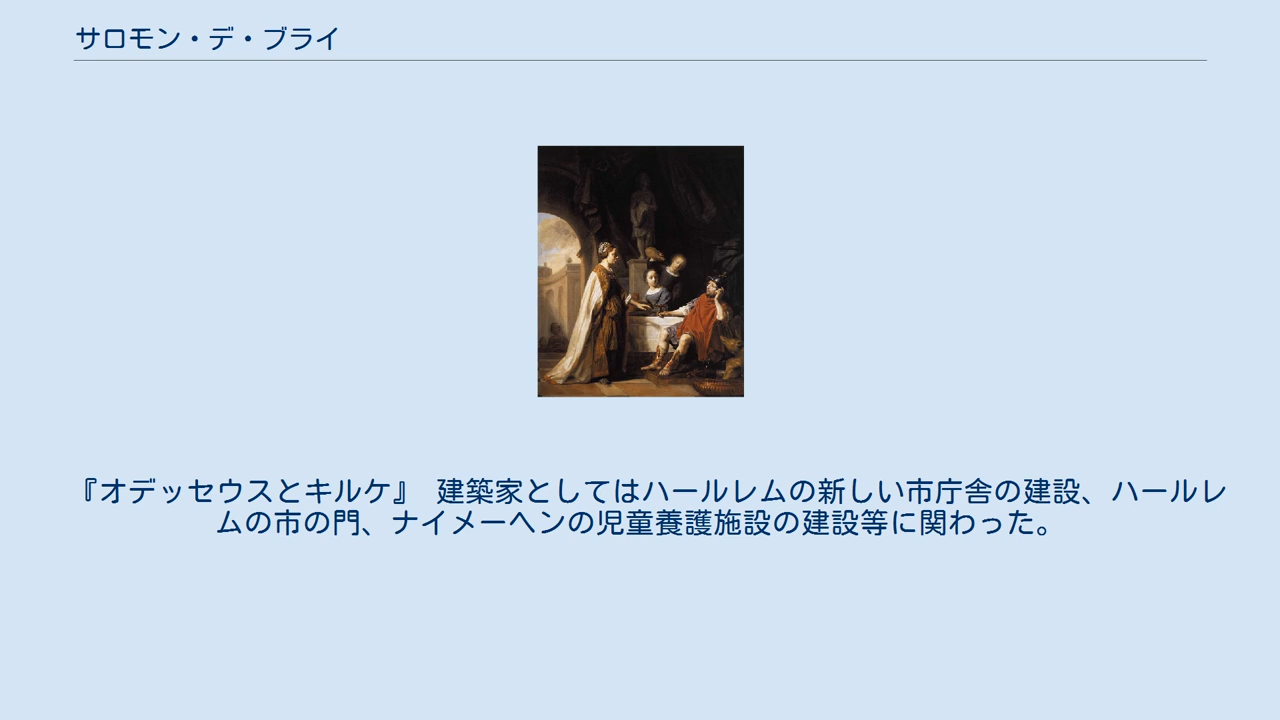 サロモン・デ・ブライ
『オデッセウスとキルケ』 建築家としてはハールレムの新しい市庁舎の建設、ハールレ
ムの市の門、ナイメーヘンの児童養護施設の建設等に関わった。